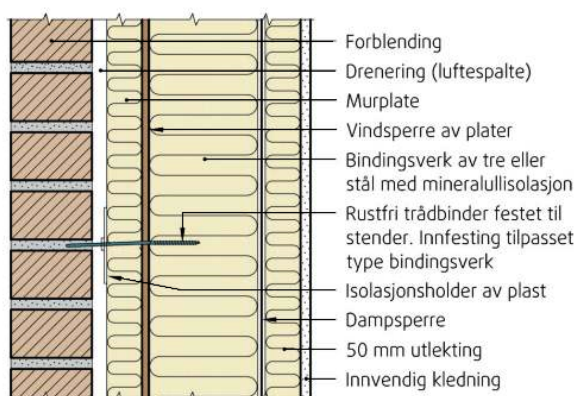 Forblending
Drenering (luftespalte)
Murplate
Vindsperre av plater
Bindingsverk av tre eller
stål med mineralullisolasjon
Rustfri trådbinder festet til
stender. Innfesting tilpasset
type bindingsverk
Isolasjonsholder av plast
Dampsperre
50 mm utlekting
Innvendig kledning